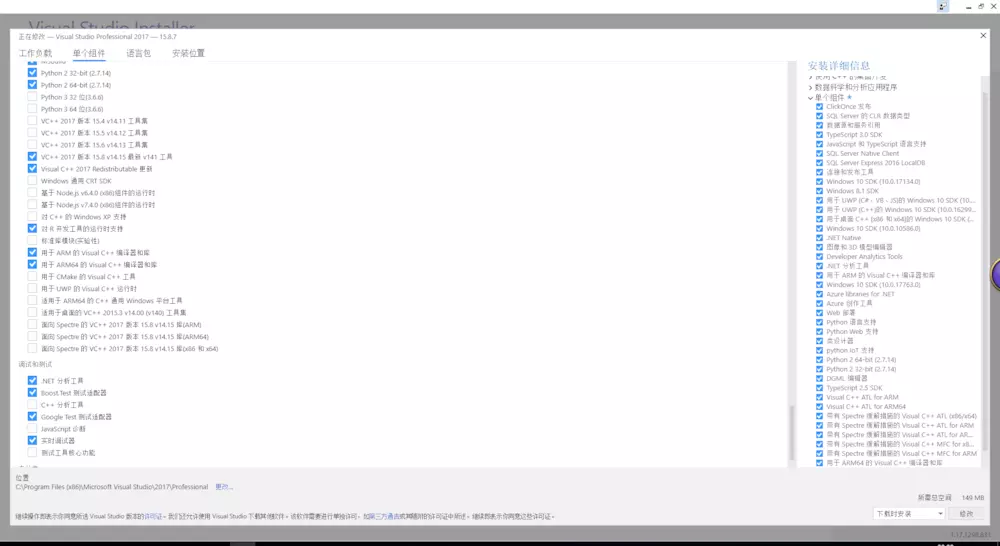 Visual Studio Installer
正在修改 — Visual Studio Professional 2017 — 15.8.7
工作负载 单个组件 语言包 安装位置
MSBuild
Python 2 32-bit (2.7.14)
Python 2 64-bit (2.7.14)
Python 3 32 位(3.6.6)
Python 3 64 位(3.6.6)
VC++ 2017 版本 15.4 v14.11 工具集
VC++ 2017 版本 15.5 v14.12 工具集
VC++ 2017 版本 15.6 v14.13 工具集
VC++ 2017 版本 15.8 v14.15 最新 v141 工具
Visual C++ 2017 Redistributable 更新
Windows 通用 CRT SDK
基于 Node.js v6.4.0 (x86)组件的运行时
基于 Node.js v7.4.0 (x86)组件的运行时
对 C++ 的 Windows XP 支持
对 R 开发工具的运行时支持
标准库模块(实验性)
用于 ARM 的 Visual C++ 编译器和库
用于 ARM64 的 Visual C++ 编译器和库
用于 CMake 的 Visual C++ 工具
用于 UWP 的 Visual C++ 运行时
适用于 ARM64 的 C++ 通用 Windows 平台工具
适用于桌面的 VC++ 2015.3 v14.00 (v140) 工具集
面向 Spectre 的 VC++ 2017 版本 15.8 v14.15 库(ARM)
面向 Spectre 的 VC++ 2017 版本 15.8 v14.15 库(ARM64)
面向 Spectre 的 VC++ 2017 版本 15.8 v14.15 库(x86 和 x64)
调试和测试
.NET 分析工具
Boost.Test 测试适配器
C++ 分析工具
Google Test 测试适配器
JavaScript 诊断
实时调试器
测试工具核心功能
安装详细信息
使用 C++ 的桌面开发
数据科学和分析应用程序
单个组件 *
ClickOnce 发布
SQL Server 的 CLR 数据类型
数据源和服务引用
TypeScript 3.0 SDK
JavaScript 和 TypeScript 语言支持
SQL Server Native Client
SQL Server Express 2016 LocalDB
连接和发布工具
Windows 10 SDK (10.0.17134.0)
Windows 8.1 SDK
用于 UWP (C# - VB - JS)的 Windows 10 SDK (10....
用于 UWP (C++)的 Windows 10 SDK (10.0.16299...
用于桌面 C++ [x86 和 x64]的 Windows 10 SDK (...
Windows 10 SDK (10.0.10586.0)
.NET Native
图像和 3D 模型编辑器
Developer Analytics Tools
.NET 分析工具
用于 ARM 的 Visual C++ 编译器和库
Windows 10 SDK (10.0.17763.0)
Azure libraries for .NET
Azure 创作工具
Web 部署
Python 语言支持
Python Web 支持
类设计器
python IoT 支持
Python 2 64-bit (2.7.14)
Python 2 32-bit (2.7.14)
DGML 编辑器
TypeScript 2.5 SDK
Visual C++ ATL for ARM
Visual C++ ATL for ARM64
带有 Spectre 缓解措施的 Visual C++ ATL (x86/x64)
带有 Spectre 缓解措施的 Visual C++ ATL for ARM
带有 Spectre 缓解措施的 Visual C++ ATL for AR...
带有 Spectre 缓解措施的 Visual C++ MFC for x8...
带有 Spectre 缓解措施的 Visual C++ MFC for ARM
用于 ARM64 的 Visual C++ 编译器和库
位置
C:\Program Files (x86)\Microsoft Visual Studio\2017\Professional 更改...
所需总空间 149 MB
继续操作即表示你同意所选 Visual Studio 版本的许可证。我们还允许使用 Visual Studio 下载其他软件。该软件需要进行单独许可，如第三方通告或其随附的许可证中所述。继续即表示你同意这些许可证。
下载时安装 修改